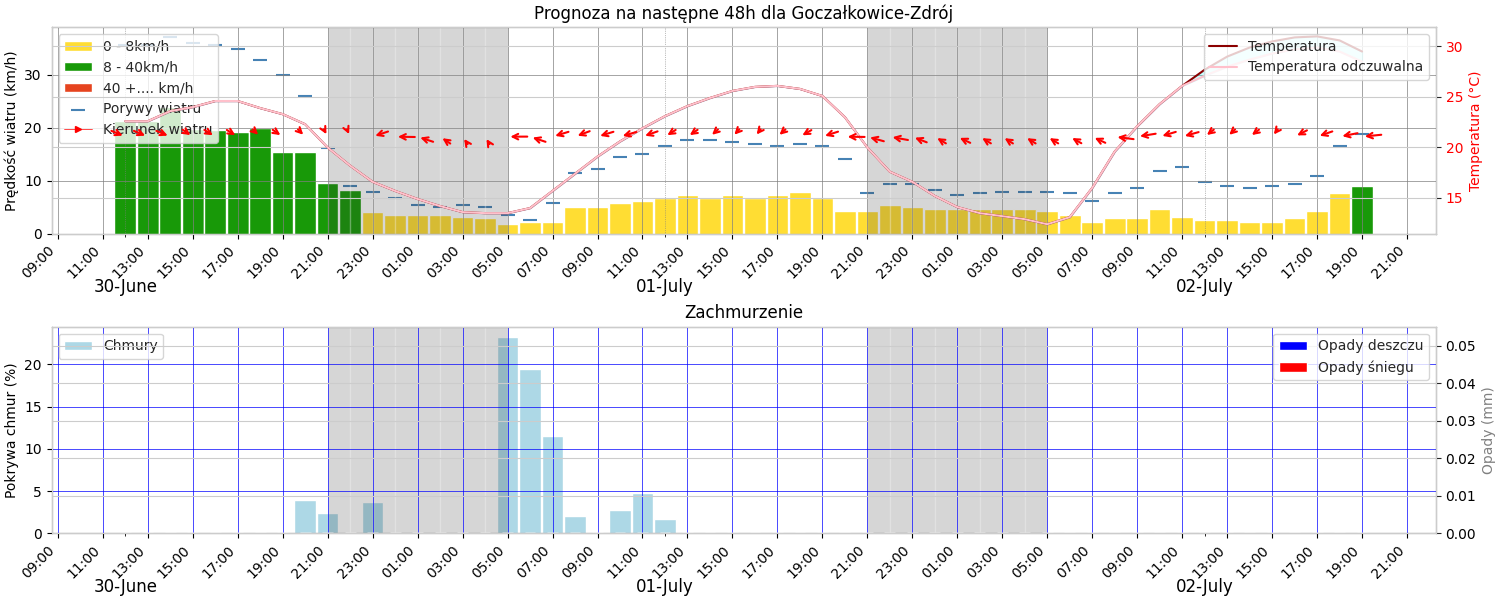 Prognoza na następne 48h dla Goczałkowice-Zdrój
Prędkość wiatru (km/h)
30
20
10
0
0 - 8km/h
8 - 40km/h
40 +.... km/h
Porywy wiatru
Kierunek wiatru
Temperatura
Temperatura odczuwalna
30
25
20
15
Temperatura (°C)
09:00 11:00 13:00 15:00 17:00 19:00 21:00 23:00 01:00 03:00 05:00 07:00 09:00 11:00 13:00 15:00 17:00 19:00 21:00 23:00 01:00 03:00 05:00 07:00 09:00 11:00 13:00 15:00 17:00 19:00 21:00
30-June 01-July 02-July
Zachmurzenie
Pokrywa chmur (%)
20
15
10
5
0
Chmury
Opady deszczu
Opady śniegu
0.05
0.04
0.03
0.02
0.01
0.00
Opady (mm)
09:00 11:00 13:00 15:00 17:00 19:00 21:00 23:00 01:00 03:00 05:00 07:00 09:00 11:00 13:00 15:00 17:00 19:00 21:00 23:00 01:00 03:00 05:00 07:00 09:00 11:00 13:00 15:00 17:00 19:00 21:00
30-June 01-July 02-July